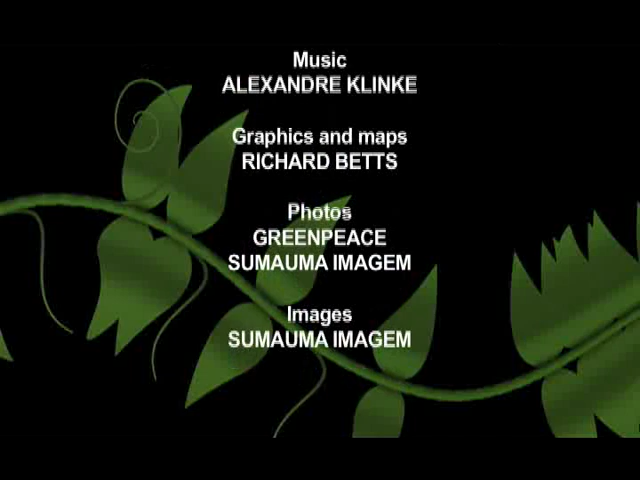 Music
ALEXANDRE KLINKE
Graphics and maps
RICHARD BETTS
Photos
GREENPEACE
SUMAUMA IMAGEM
Images
SUMAUMA IMAGEM